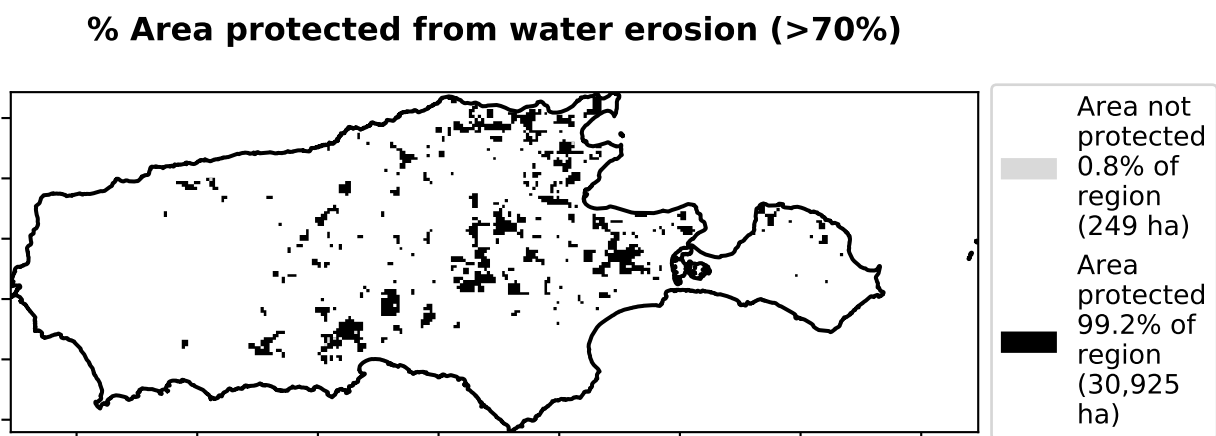 % Area protected from water erosion (>70%)
Area not
protected
0.8% of
region
(249 ha)
Area
protected
99.2% of
region
(30,925
ha)